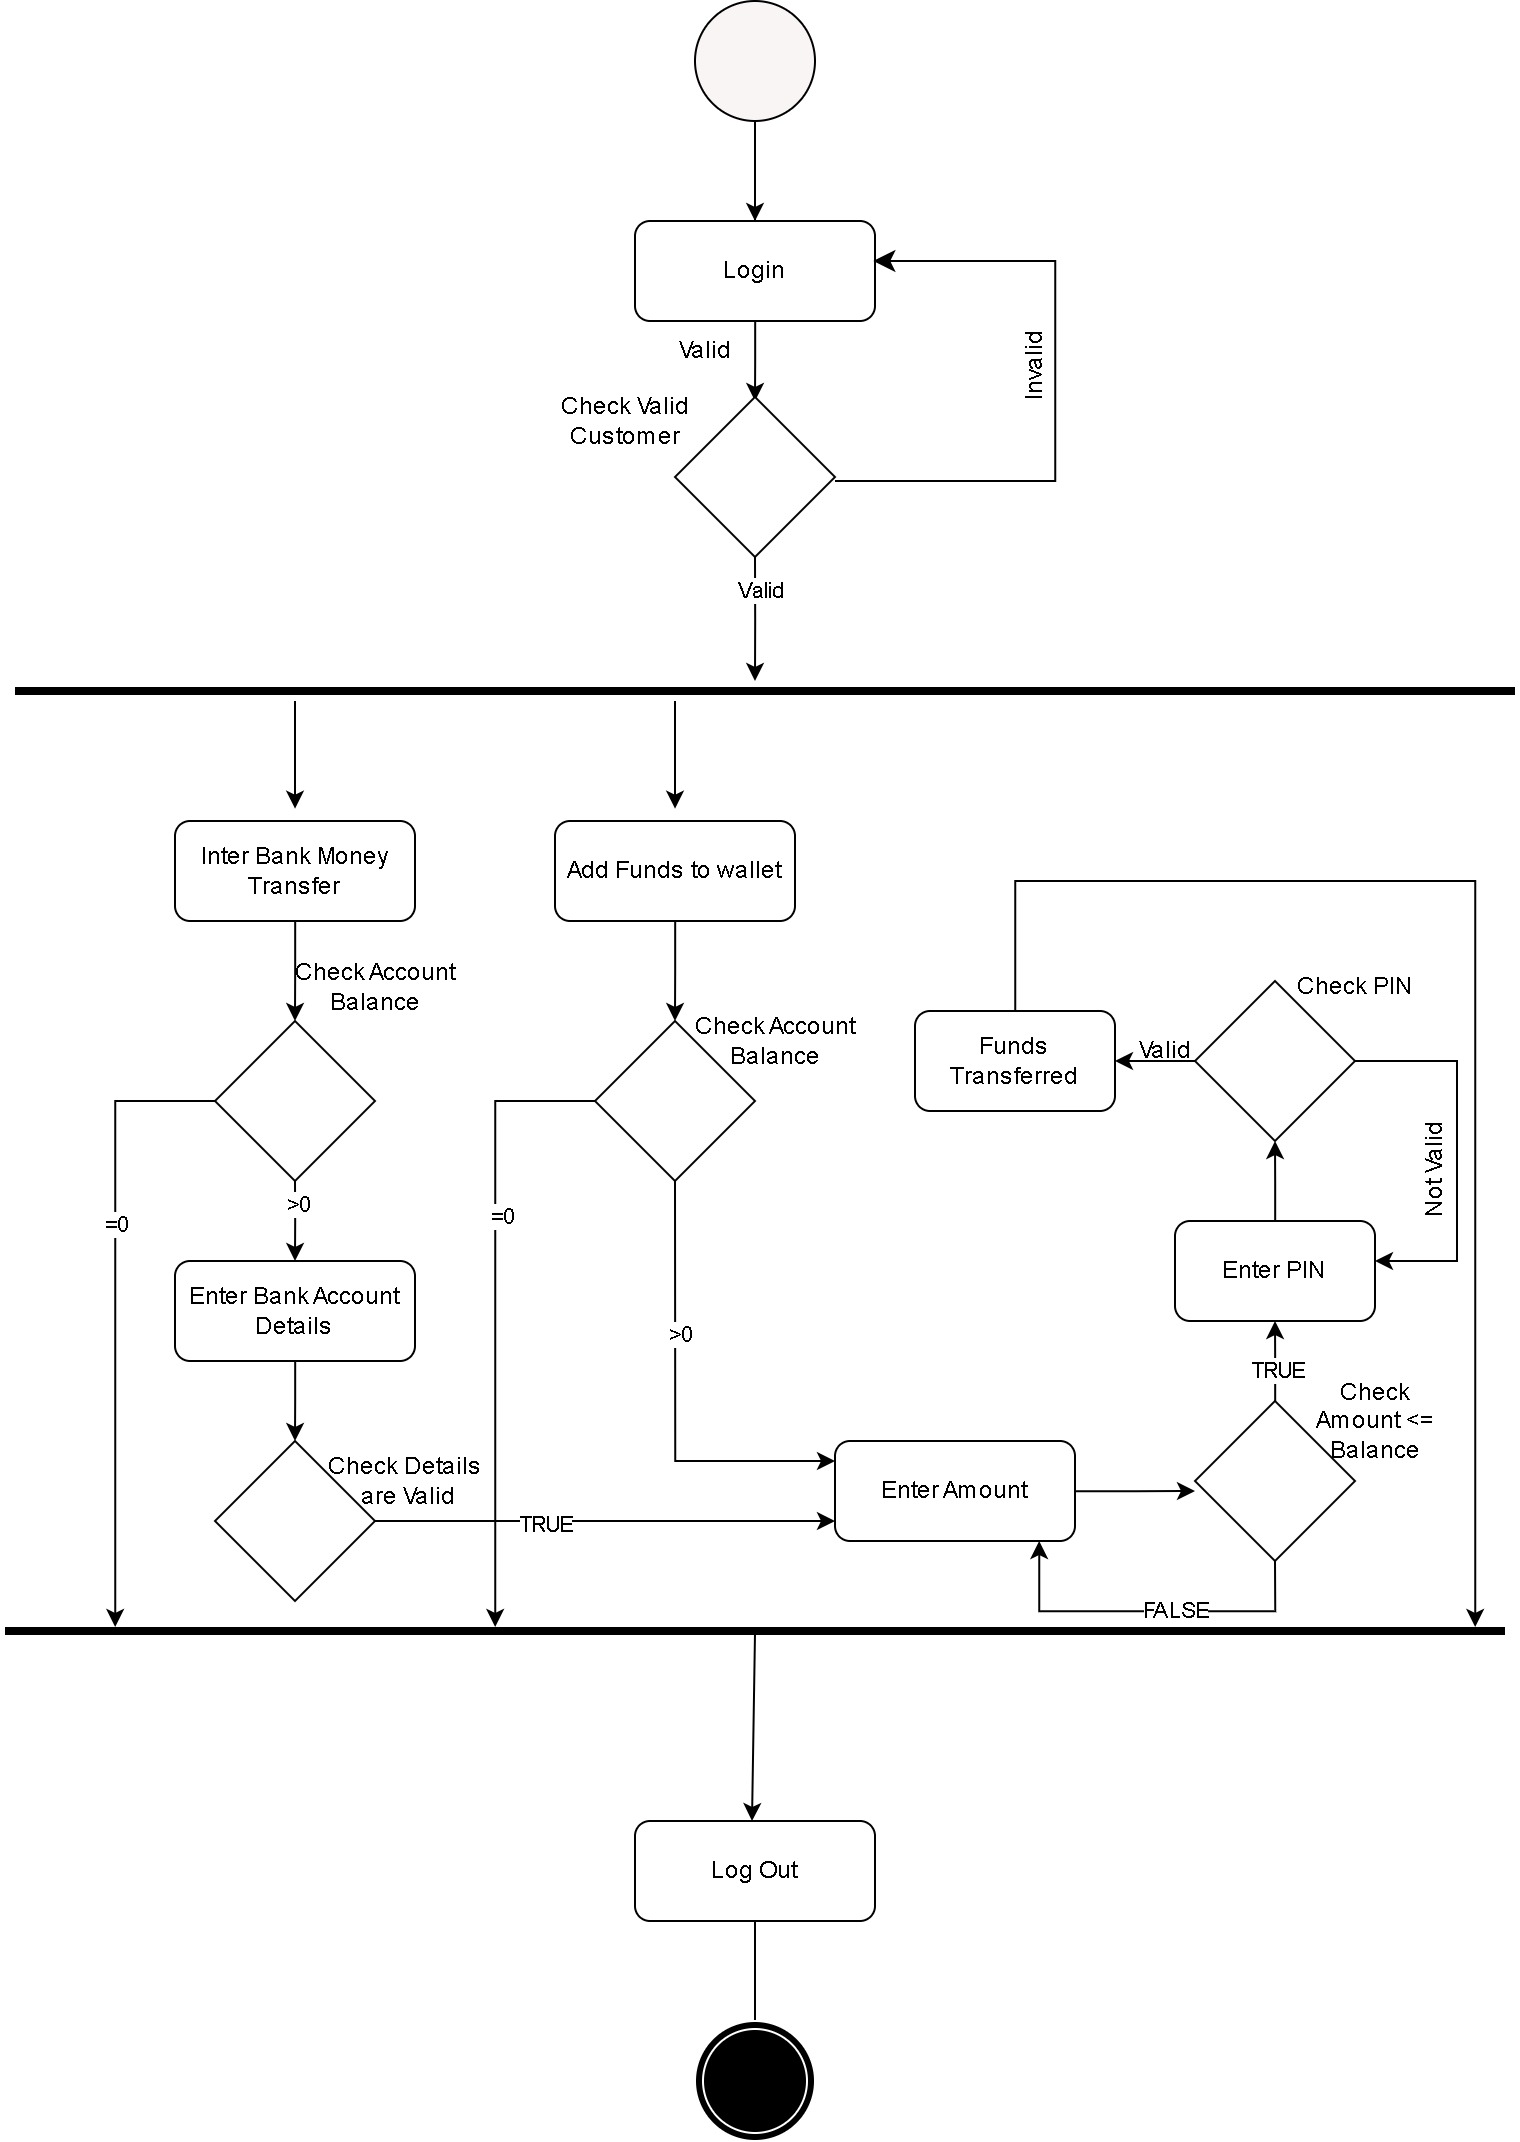 Login
Valid
Invalid
Check Valid
Customer
Valid
Inter Bank Money
Transfer
Add Funds to wallet
Check Account
Balance
Check Account
Balance
Check PIN
Funds
Transferred
Valid
Not Valid
=0
>0
=0
Enter Bank Account
Details
Enter PIN
>0
TRUE
Check
Amount <=
Balance
Check Details
are Valid
Enter Amount
TRUE
FALSE
Log Out